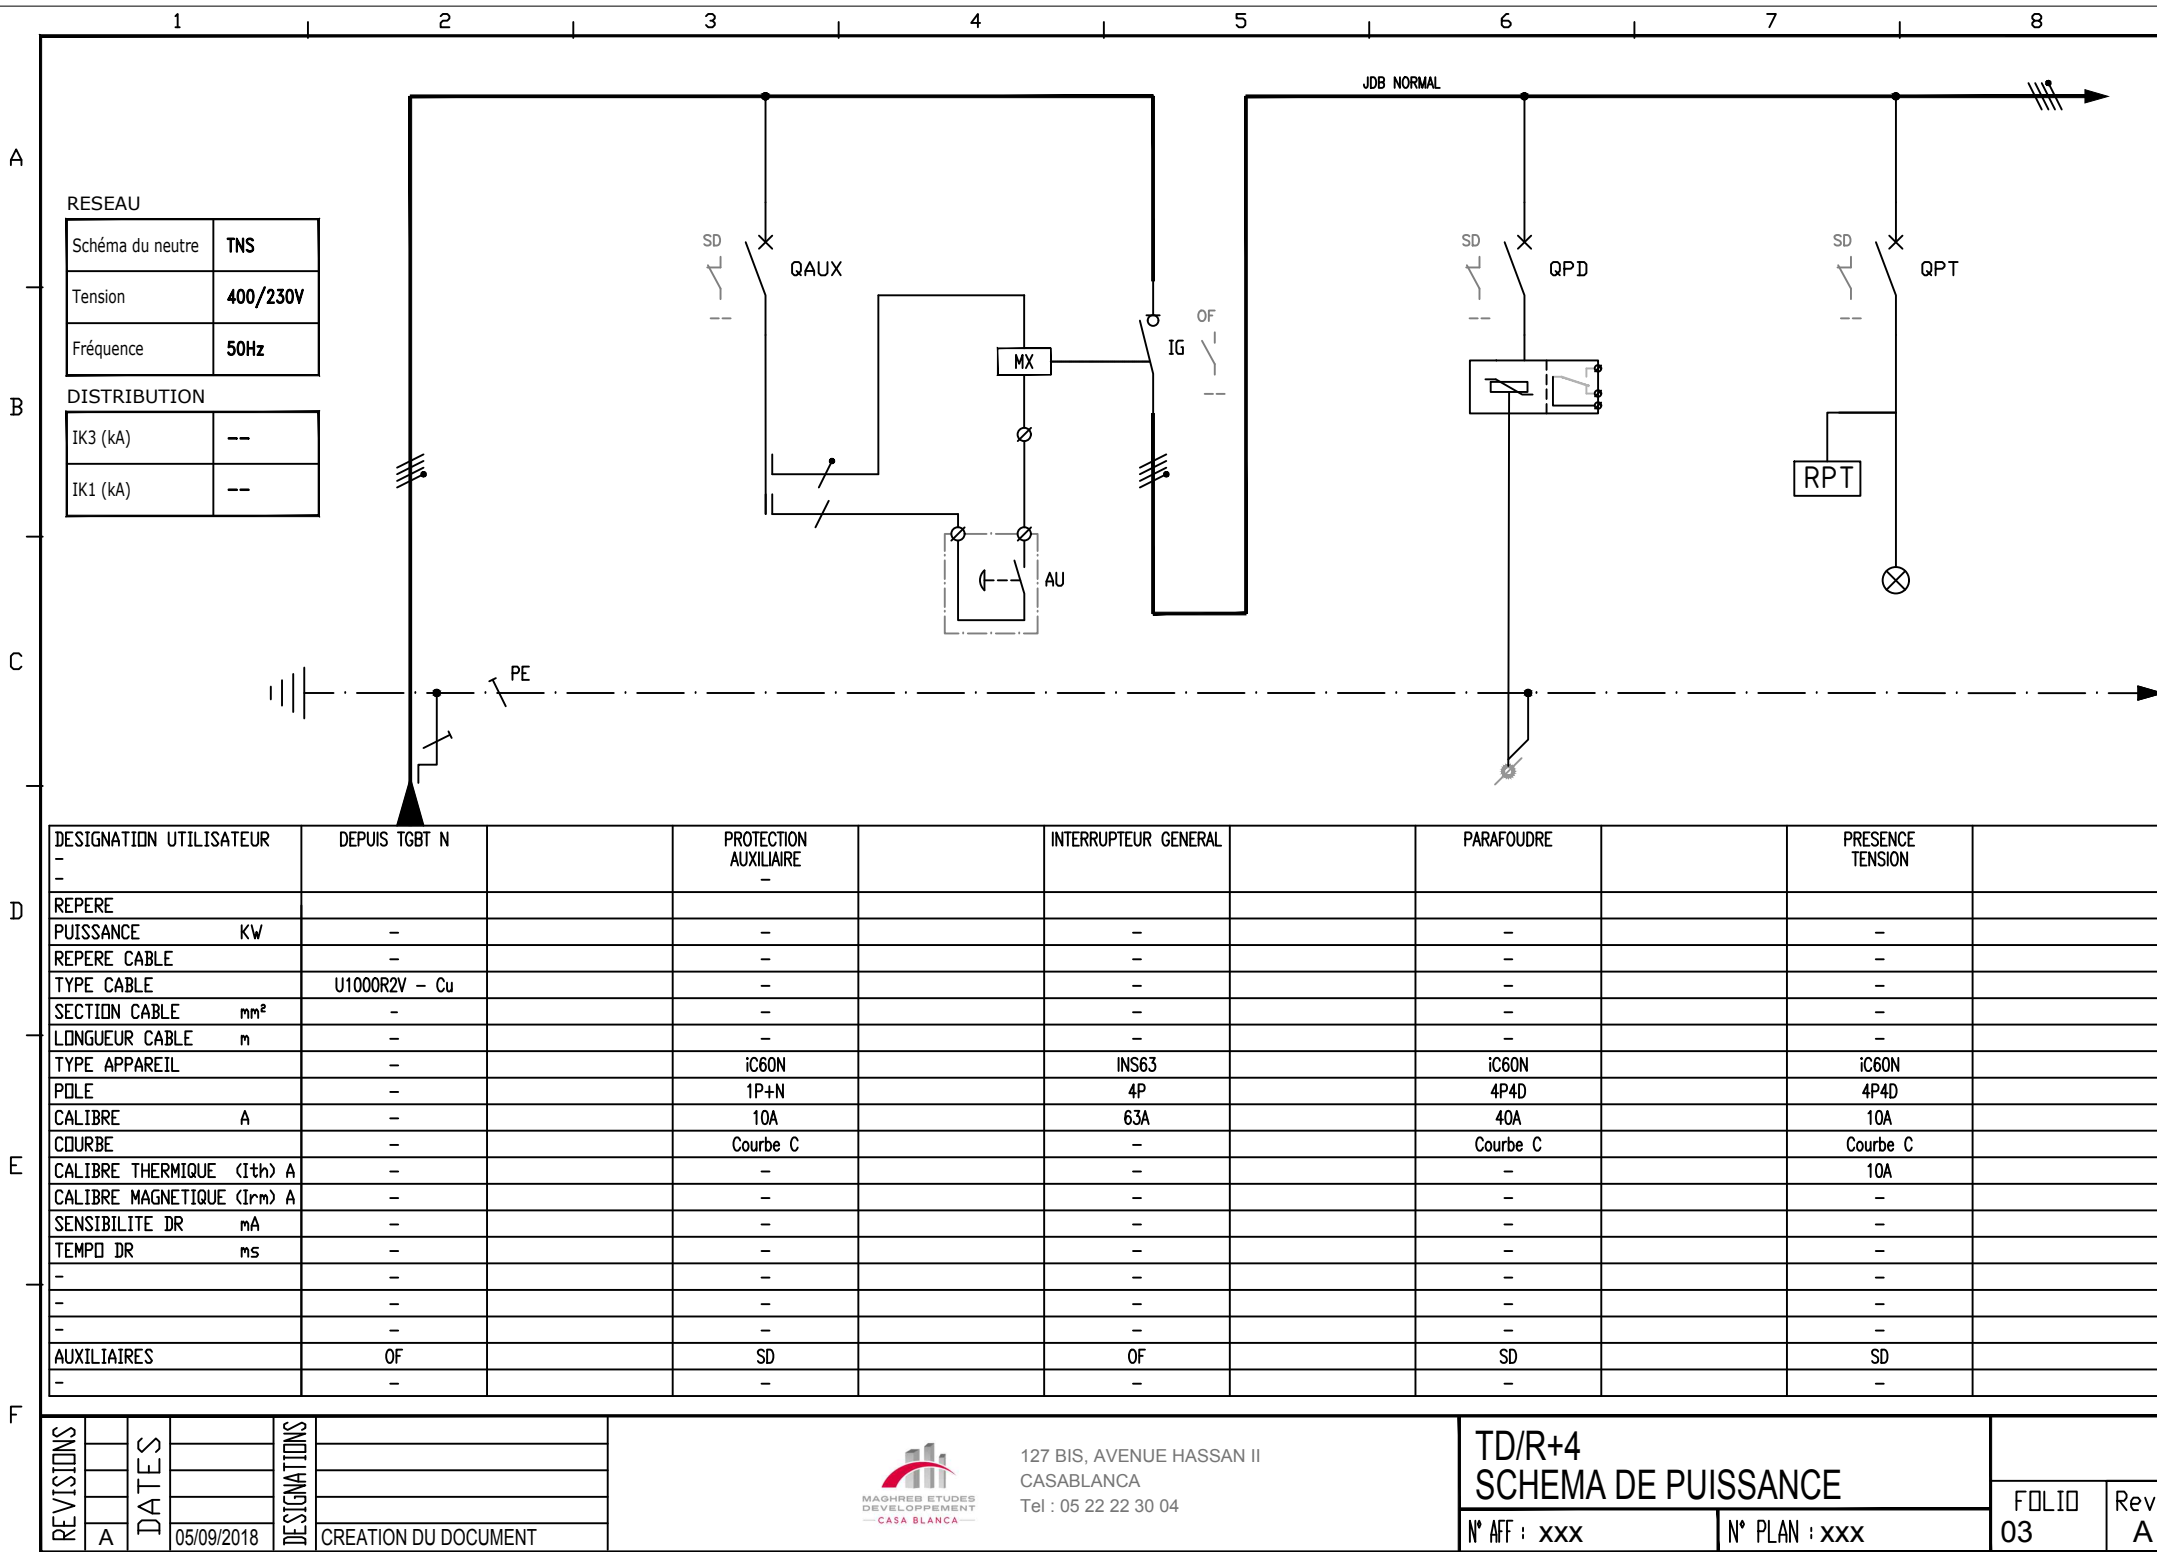 1 2 3 4 5 6 7 8
JDB NORMAL
A
RESEAU
Schéma du neutre TNS
Tension 400/230V
Fréquence 50Hz
DISTRIBUTION
IK3 (kA) --
IK1 (kA) --
SD QAUX
--
MX
IG
OF
--
SD QPD
--
SD QPT
--
RPT
AU
B
C
PE
DESIGNATION UTILISATEUR DEPUIS TGBT N PROTECTION INTERRUPTEUR GENERAL PARAFOUDRE PRESENCE
- AUXILIAIRE TENSION
- -
D
REPERE
PUISSANCE KW - - - - -
REPERE CABLE - - - - -
TYPE CABLE U1000R2V - Cu - - - -
SECTION CABLE mm² - - - - -
LONGUEUR CABLE m - - - - -
TYPE APPAREIL - iC60N INS63 iC60N iC60N
POLE - 1P+N 4P 4P4D 4P4D
CALIBRE A - 10A 63A 40A 10A
COURBE - Courbe C - Courbe C Courbe C
E
CALIBRE THERMIQUE (Ith) A - - - - 10A
CALIBRE MAGNETIQUE (Irm) A - - - - -
SENSIBILITE DR mA - - - - -
TEMPO DR ms - - - - -
- - - - - -
- - - - - -
- - - - - -
AUXILIAIRES OF SD OF SD SD
- - - - - -
F
REVISIONS
A
DATES
05/09/2018
DESIGNATIONS
CREATION DU DOCUMENT
MAGHREB ETUDES
DEVELOPPEMENT
CASA BLANCA
127 BIS, AVENUE HASSAN II
CASABLANCA
Tel : 05 22 22 30 04
TD/R+4
SCHEMA DE PUISSANCE
N° AFF : XXX
N° PLAN : XXX
FOLIO
03
Rev
A